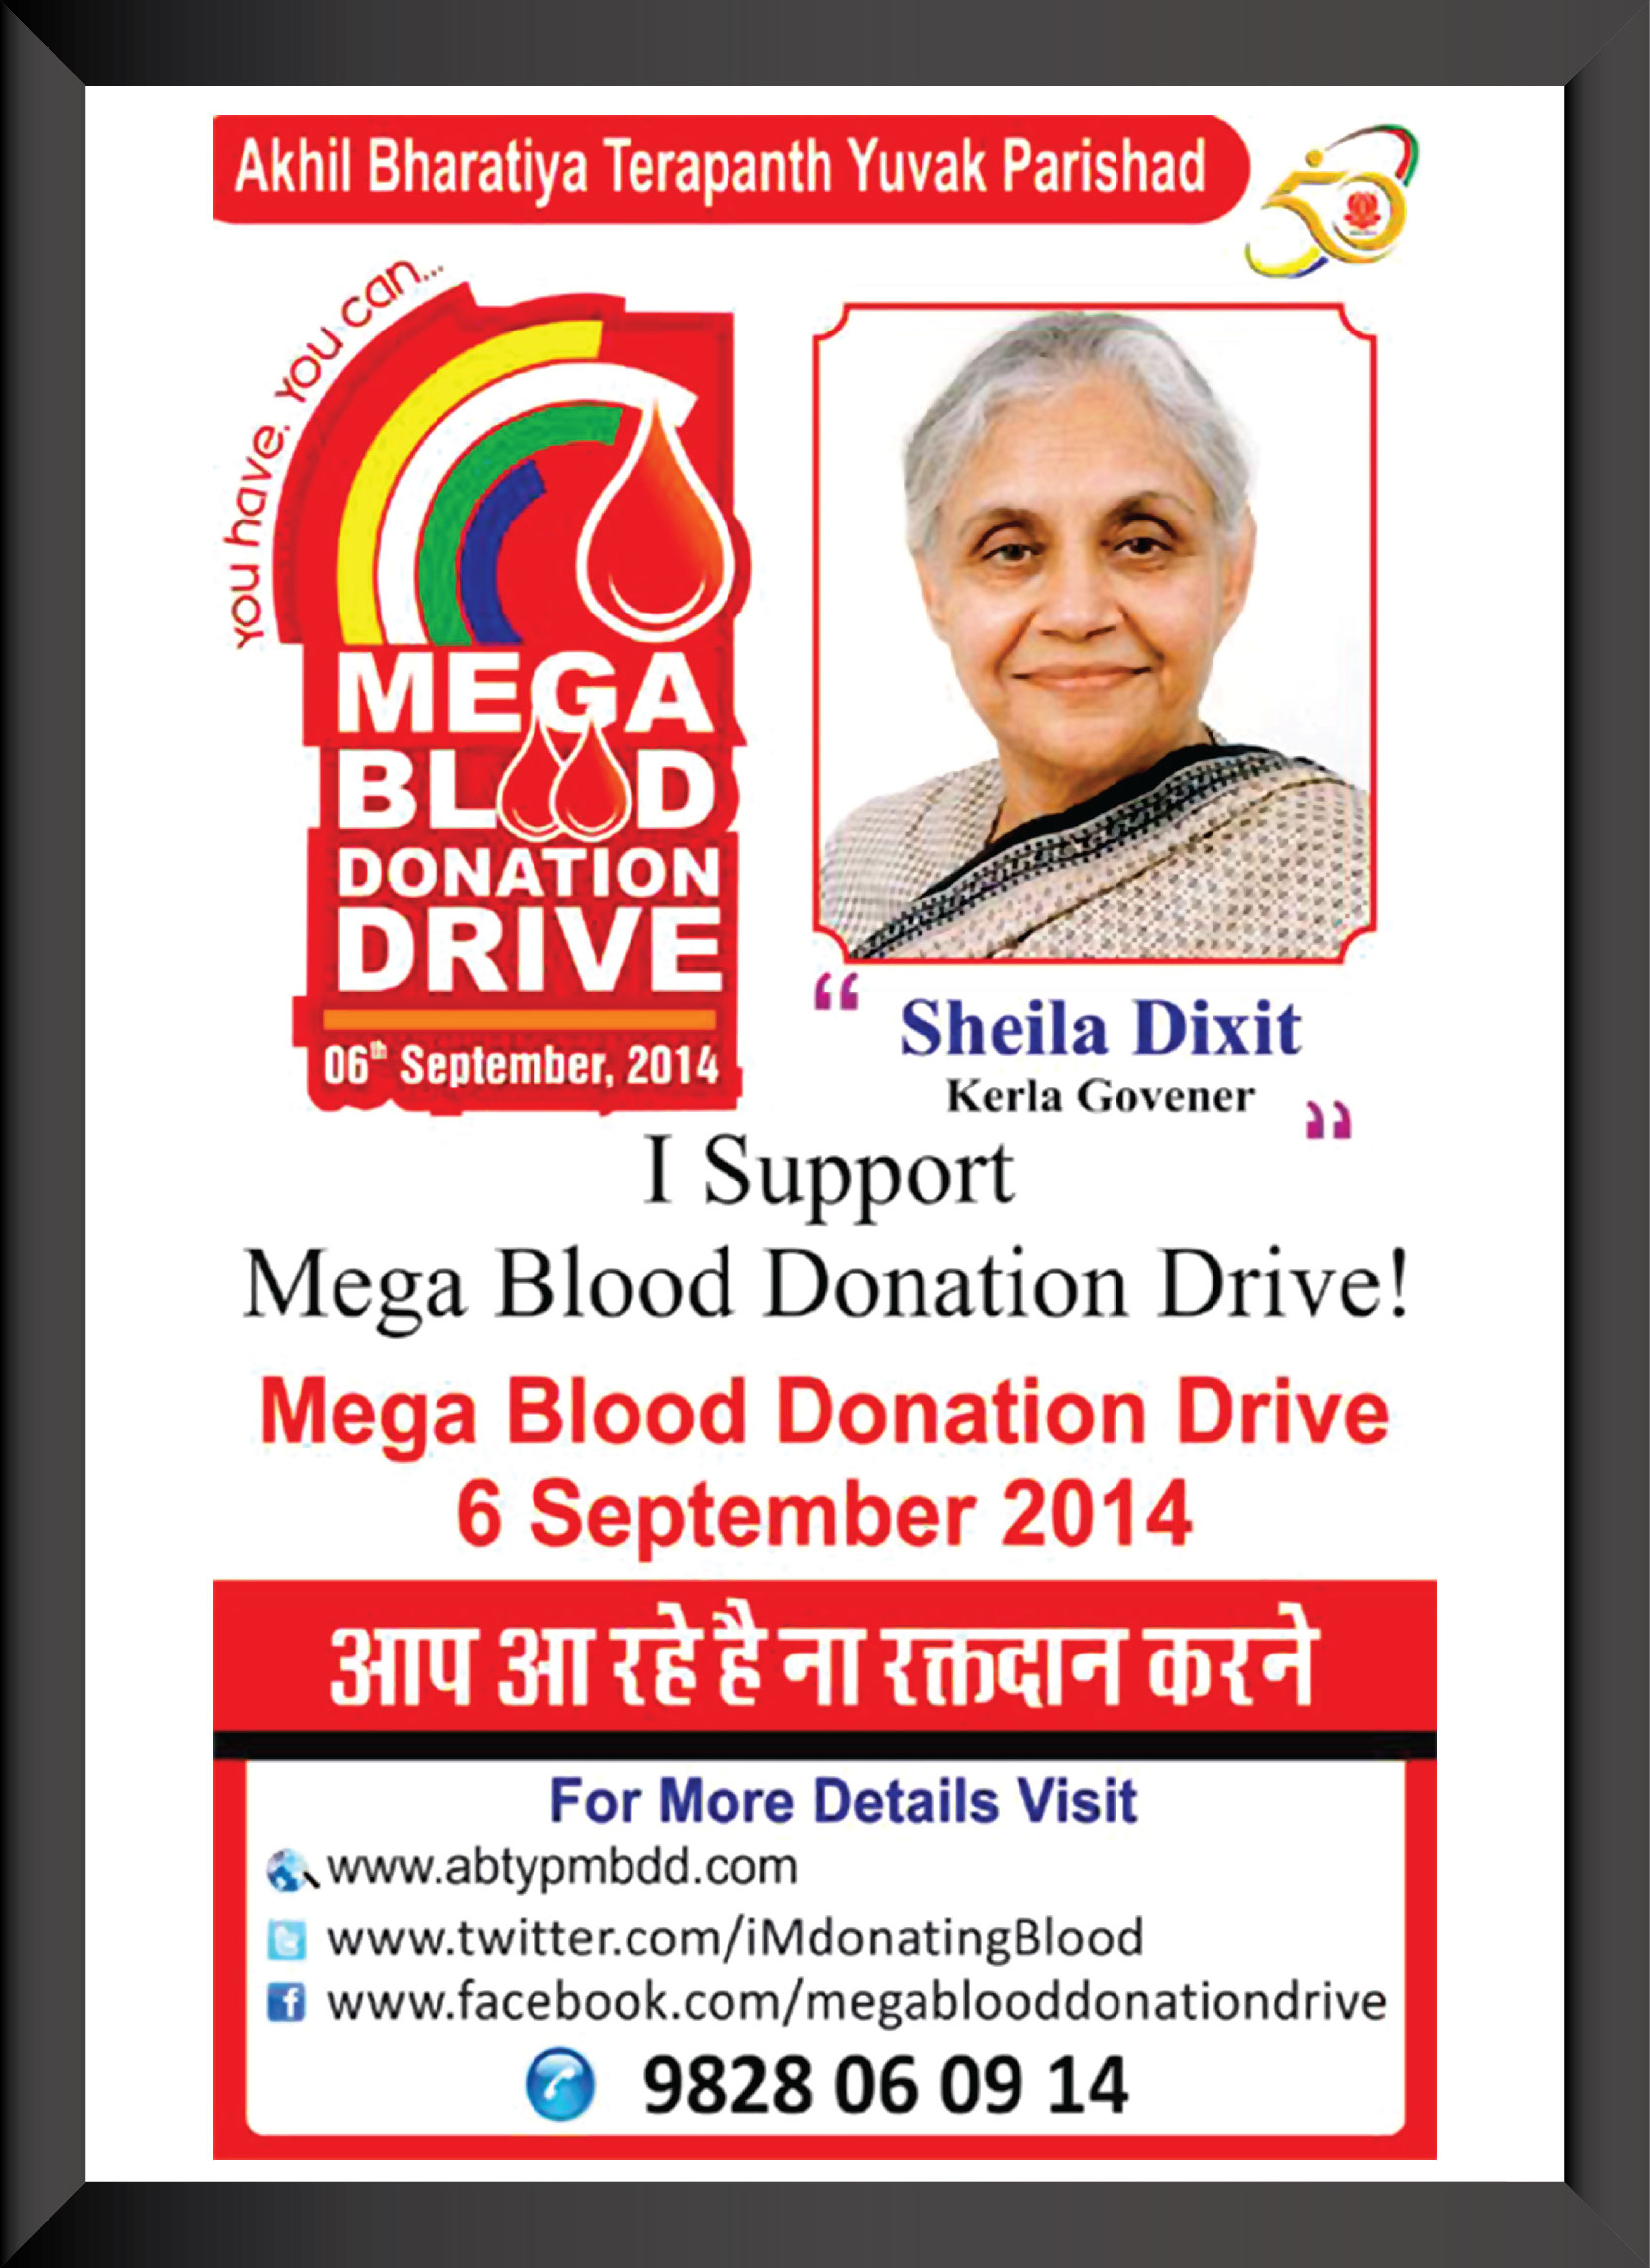 Akhil Bharatiya Terapanth Yuvak Parishad
50
you have. you can...
MEGA
BLOOD
DONATION
DRIVE
06th September, 2014
“ Sheila Dixit
Kerla Govener ”
I Support
Mega Blood Donation Drive!
Mega Blood Donation Drive
6 September 2014
आप आ रहे है ना रक्तदान करने
For More Details Visit
www.abtypmbdd.com
www.twitter.com/iMdonatingBlood
www.facebook.com/megablooddonationdrive
9828 06 09 14